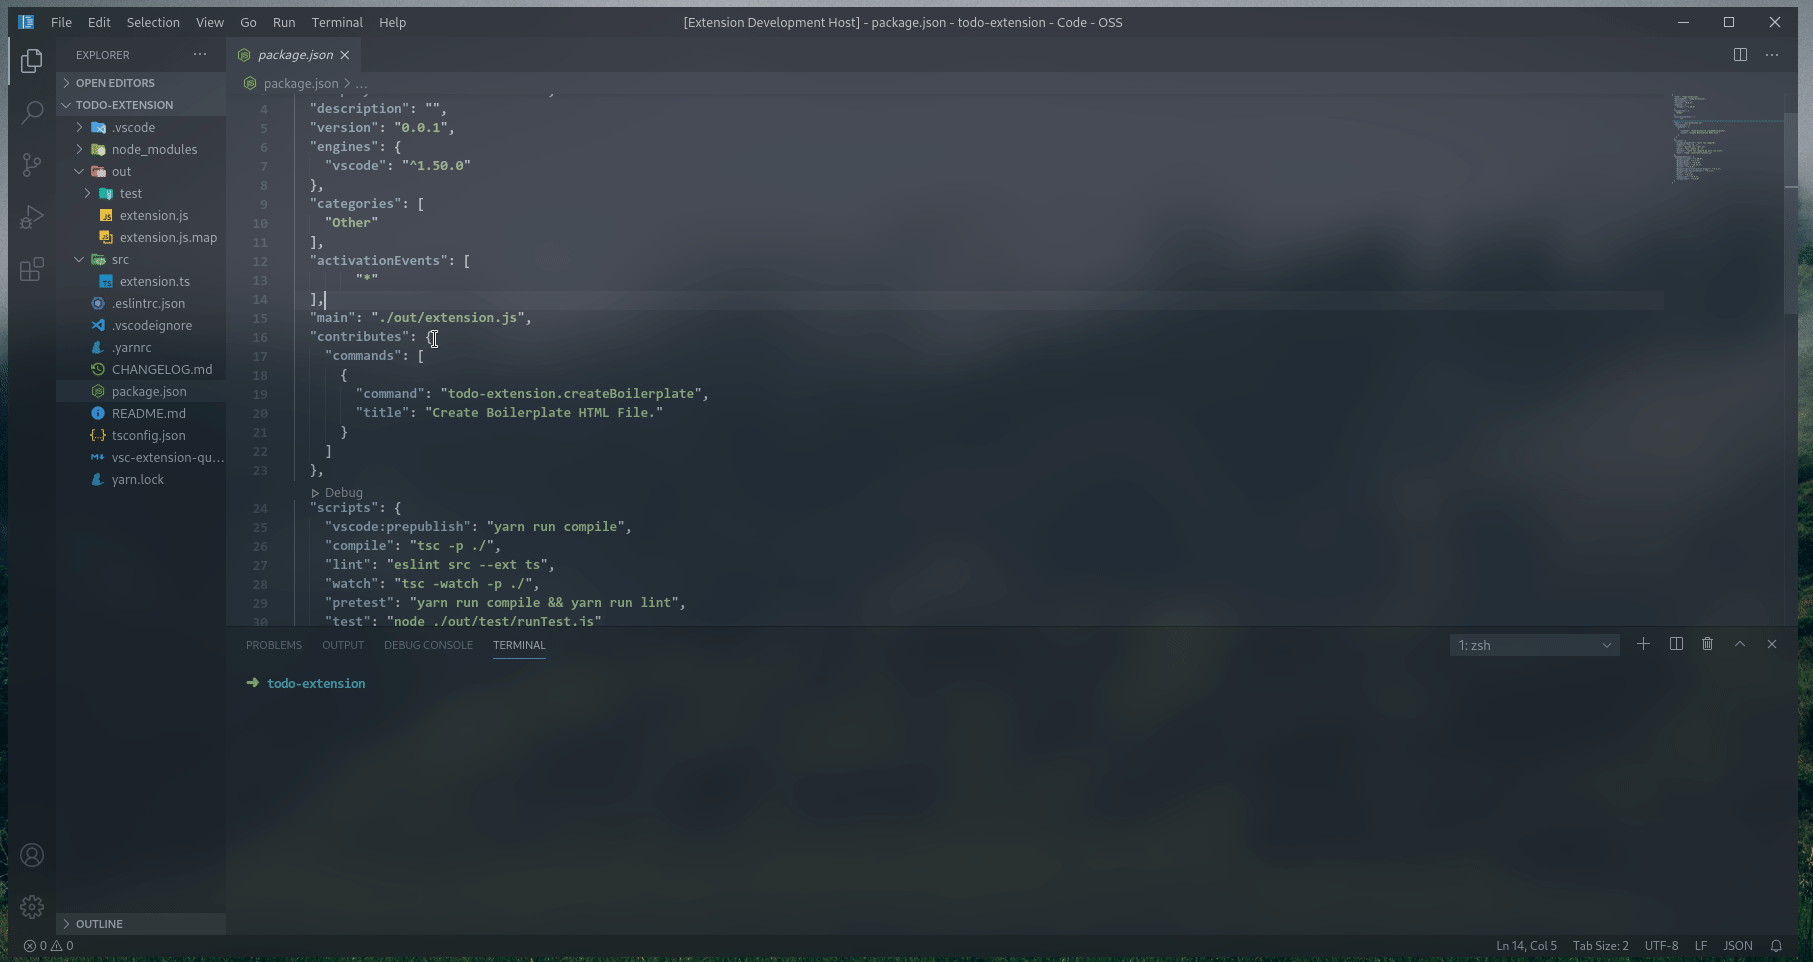 File Edit Selection View Go Run Terminal Help
[Extension Development Host] - package.json - todo-extension - Code - OSS
EXPLORER
OPEN EDITORS
TODO-EXTENSION
.vscode
node_modules
out
test
extension.js
extension.js.map
src
extension.ts
.eslintrc.json
.vscodeignore
.yarnrc
CHANGELOG.md
package.json
README.md
tsconfig.json
vsc-extension-qu...
yarn.lock
OUTLINE
package.json
package.json > ...
4 "description": "",
5 "version": "0.0.1",
6 "engines": {
7 "vscode": "^1.50.0"
8 },
9 "categories": [
10 "Other"
11 ],
12 "activationEvents": [
13 "*"
14 ],
15 "main": "./out/extension.js",
16 "contributes": {
17 "commands": [
18 {
19 "command": "todo-extension.createBoilerplate",
20 "title": "Create Boilerplate HTML File."
21 }
22 ]
23 },
Debug
24 "scripts": {
25 "vscode:prepublish": "yarn run compile",
26 "compile": "tsc -p ./",
27 "lint": "eslint src --ext ts",
28 "watch": "tsc -watch -p ./",
29 "pretest": "yarn run compile && yarn run lint",
30 "test": "node ./out/test/runTest.js"
PROBLEMS OUTPUT DEBUG CONSOLE TERMINAL
1: zsh
➜ todo-extension
0 0
Ln 14, Col 5 Tab Size: 2 UTF-8 LF JSON